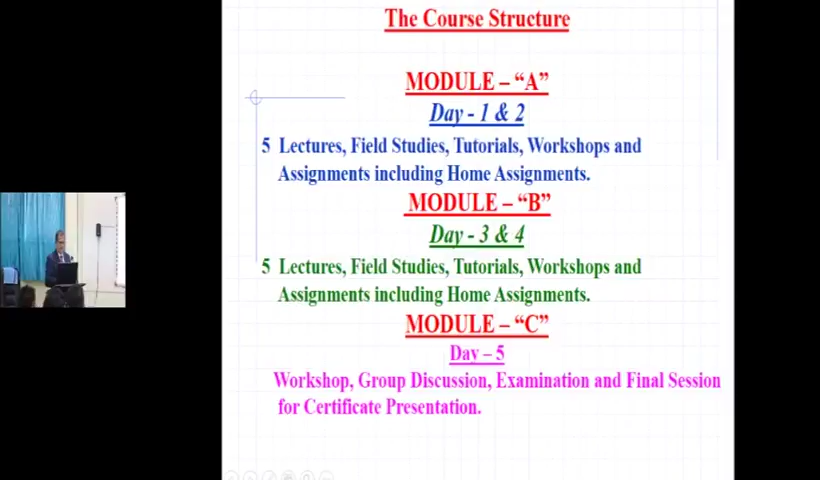 The Course Structure
MODULE – “A”
Day - 1 & 2
5 Lectures, Field Studies, Tutorials, Workshops and
Assignments including Home Assignments.
MODULE – “B”
Day - 3 & 4
5 Lectures, Field Studies, Tutorials, Workshops and
Assignments including Home Assignments.
MODULE – “C”
Day – 5
Workshop, Group Discussion, Examination and Final Session
for Certificate Presentation.